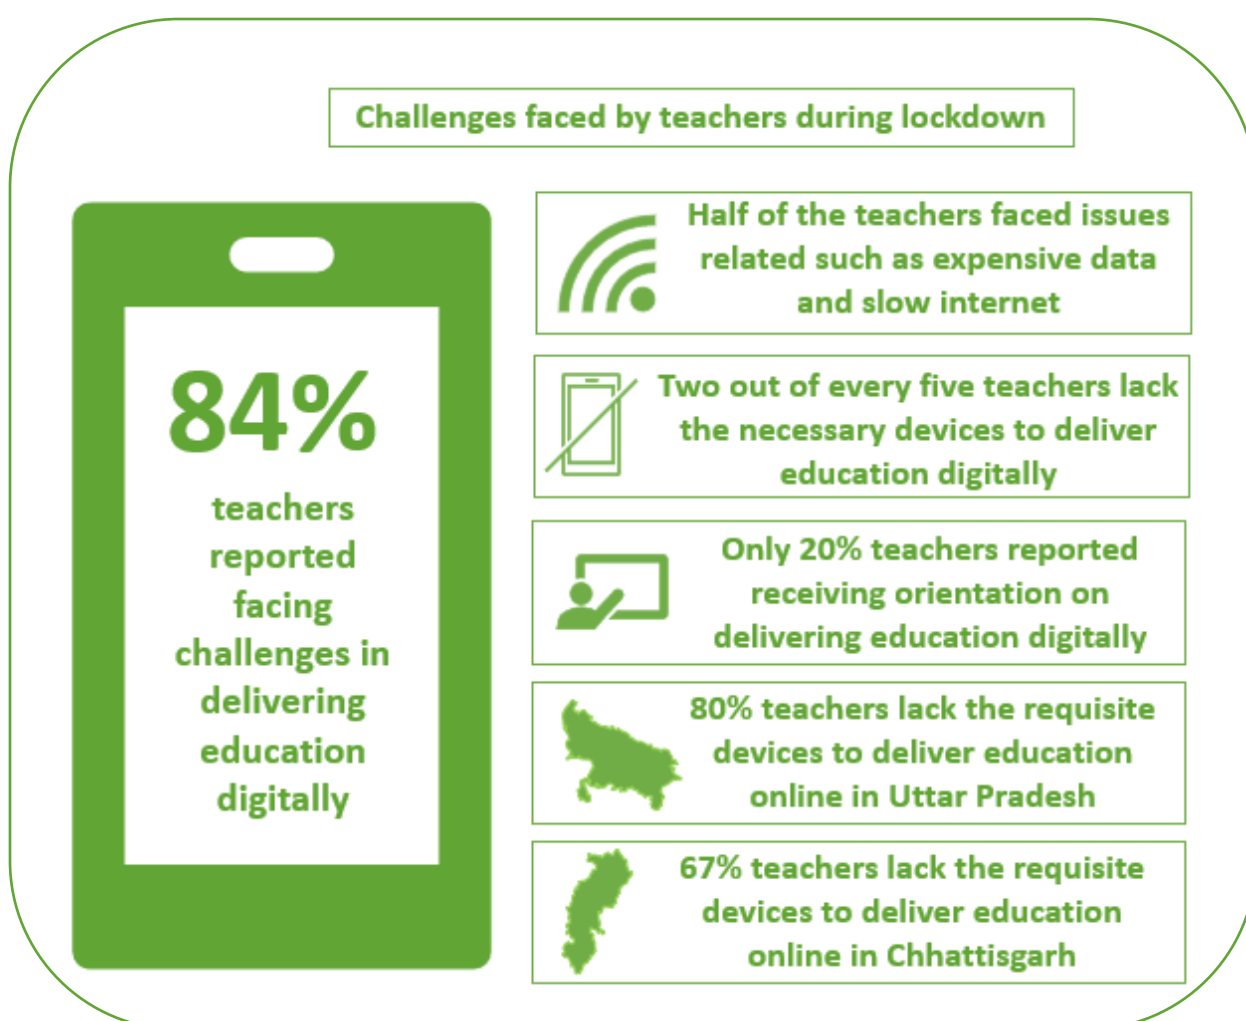 Challenges faced by teachers during lockdown
84%
teachers
reported
facing
challenges in
delivering
education
digitally
Half of the teachers faced issues
related such as expensive data
and slow internet
Two out of every five teachers lack
the necessary devices to deliver
education digitally
Only 20% teachers reported
receiving orientation on
delivering education digitally
80% teachers lack the requisite
devices to deliver education
online in Uttar Pradesh
67% teachers lack the requisite
devices to deliver education
online in Chhattisgarh